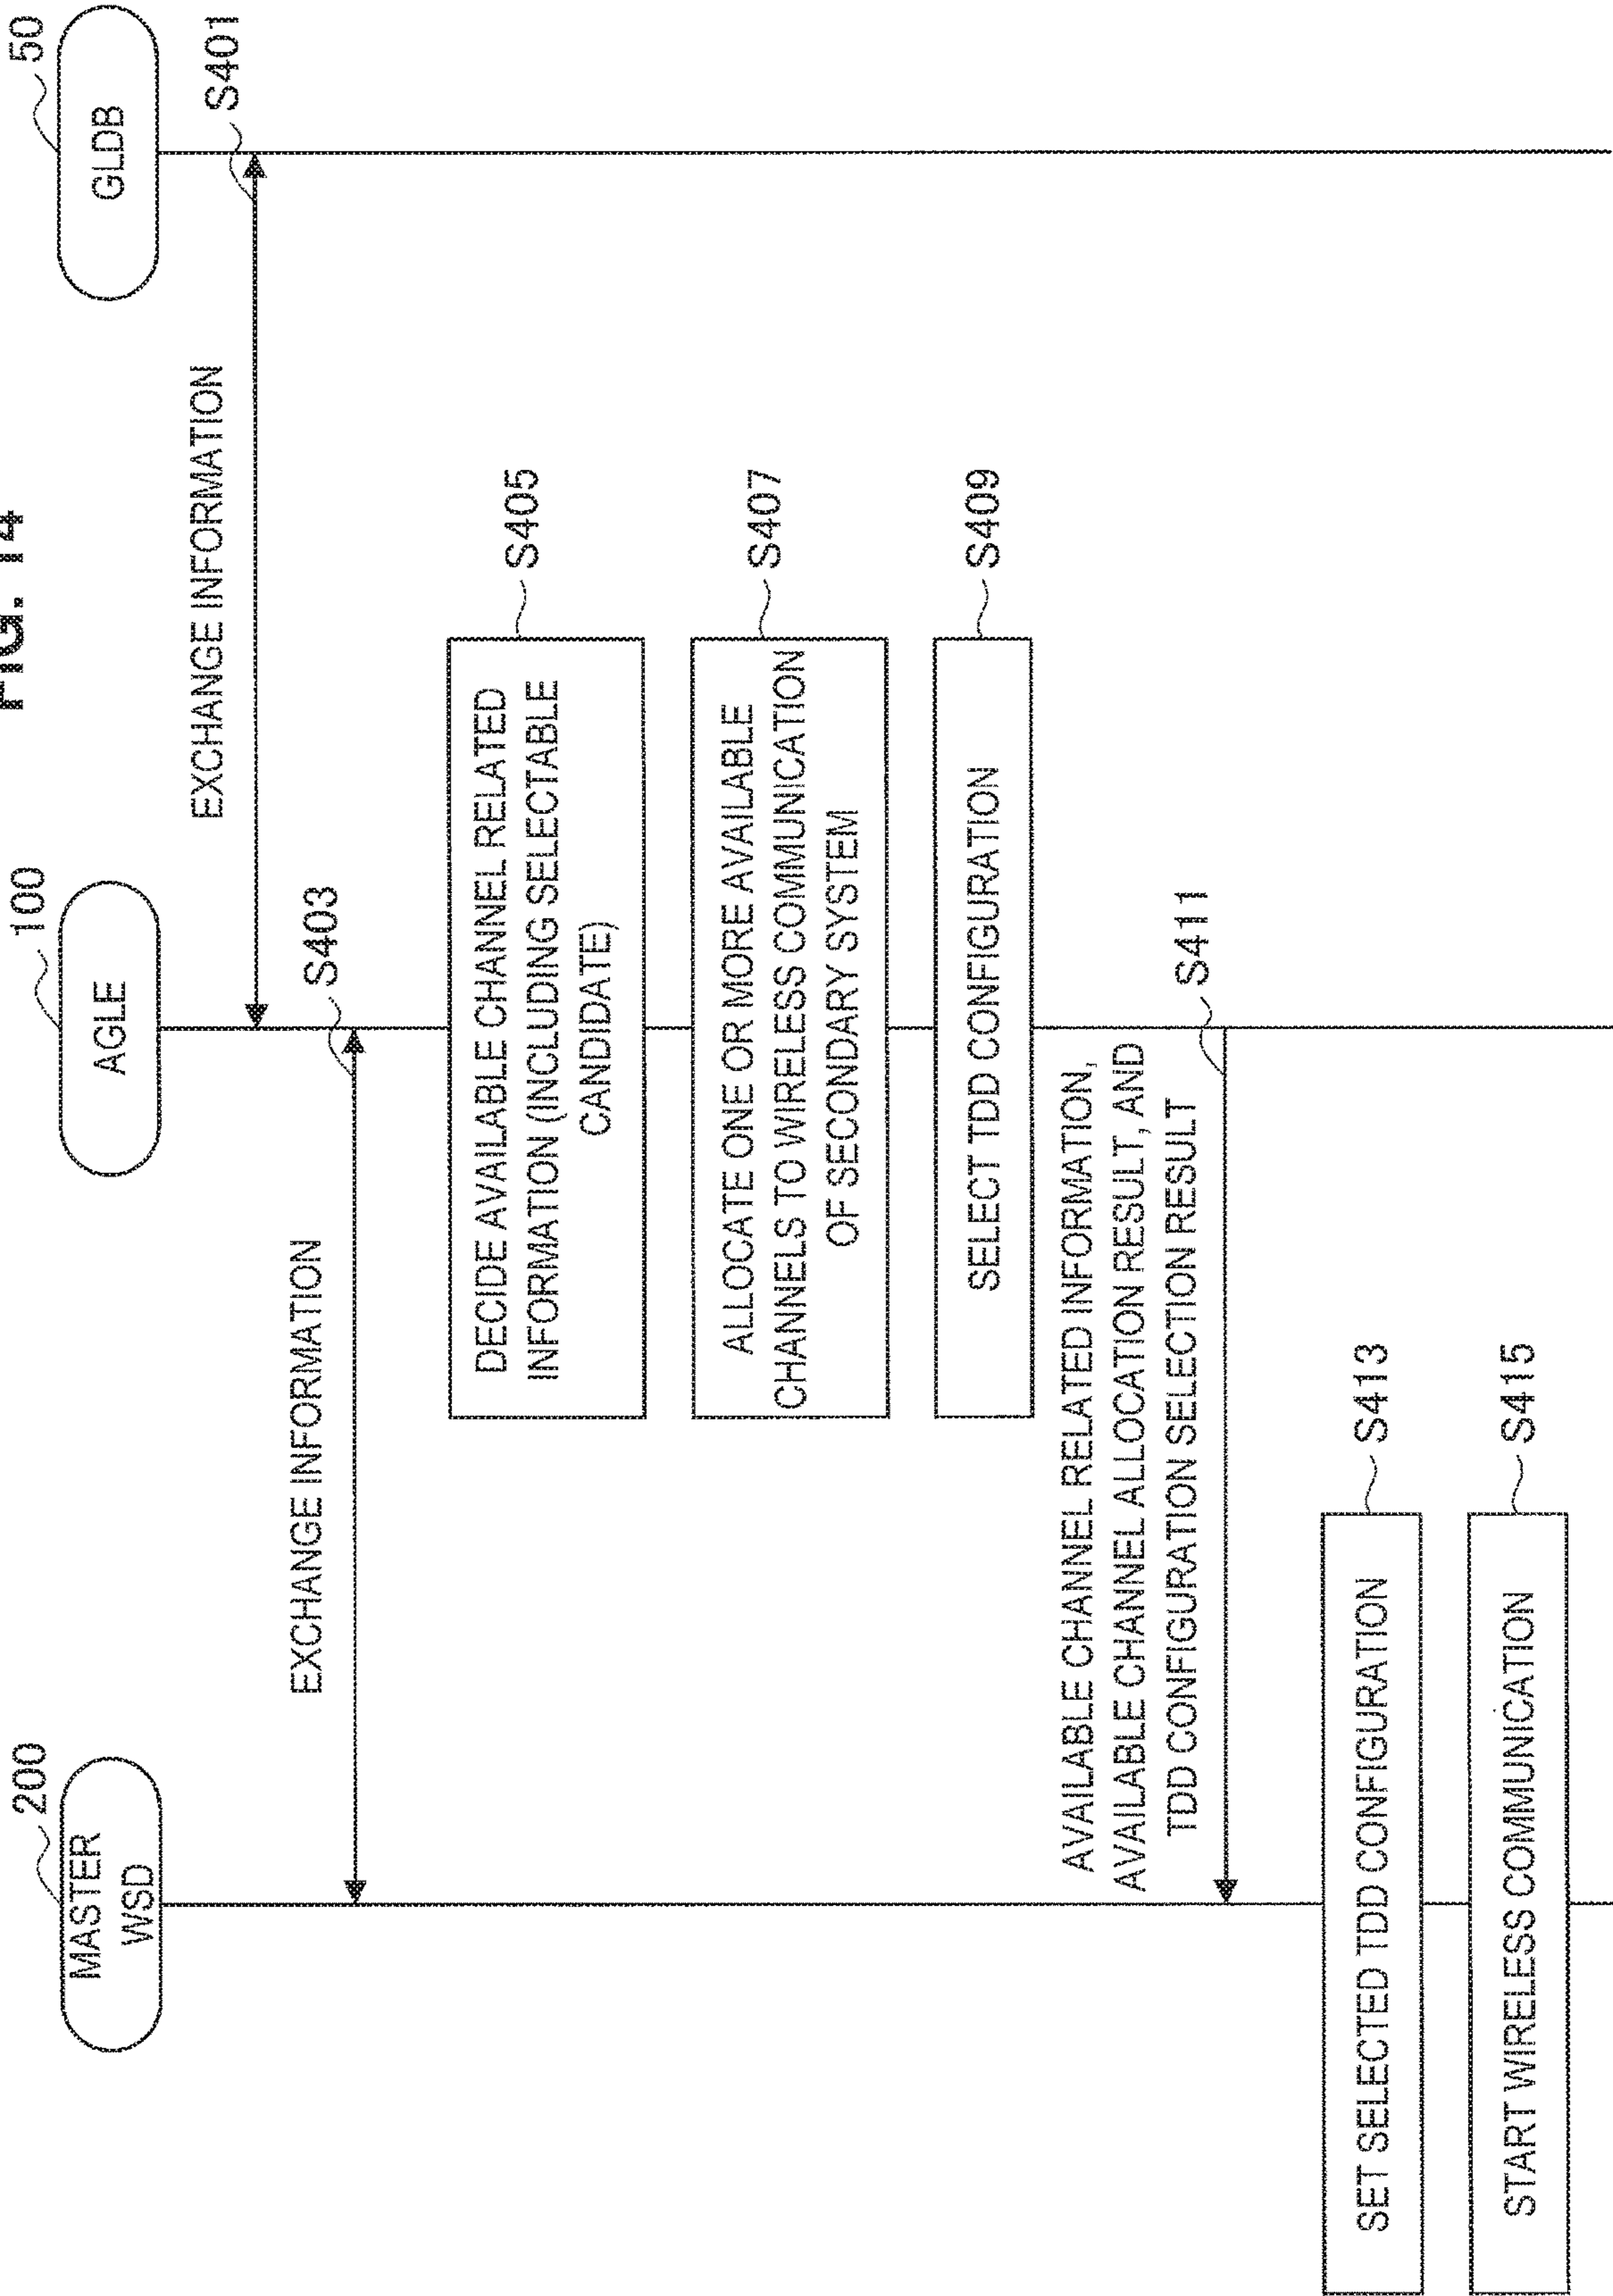 FIG. 14
200
100
50
MASTER
WSD
AGLE
GLDB
EXCHANGE INFORMATION
S401
EXCHANGE INFORMATION
S403
DECIDE AVAILABLE CHANNEL RELATED
INFORMATION (INCLUDING SELECTABLE
CANDIDATE)
S405
ALLOCATE ONE OR MORE AVAILABLE
CHANNELS TO WIRELESS COMMUNICATION
OF SECONDARY SYSTEM
S407
SELECT TDD CONFIGURATION
S409
AVAILABLE CHANNEL RELATED INFORMATION,
AVAILABLE CHANNEL ALLOCATION RESULT, AND
TDD CONFIGURATION SELECTION RESULT
S411
SET SELECTED TDD CONFIGURATION
S413
START WIRELESS COMMUNICATION
S415